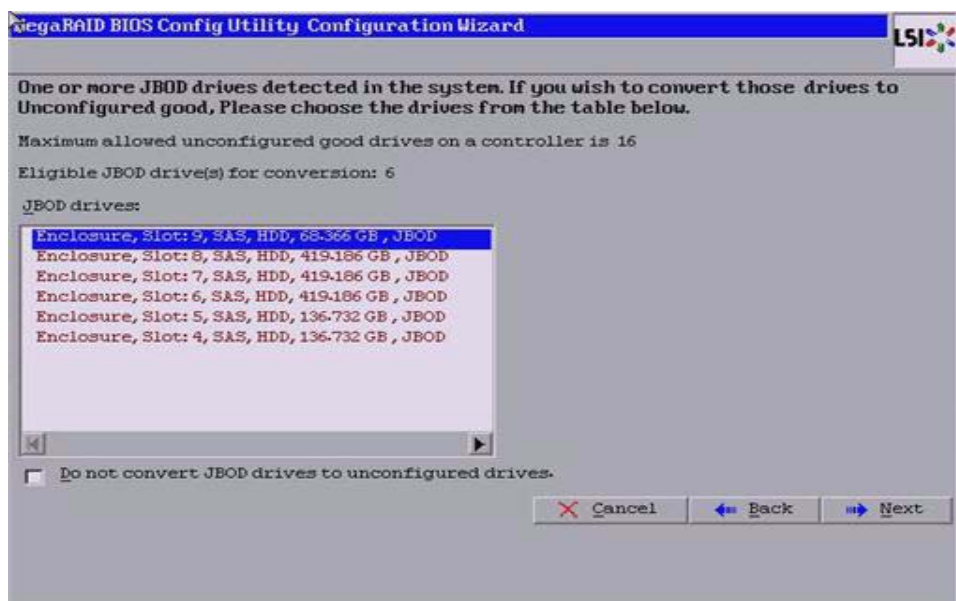 MegaRAID BIOS Config Utility Configuration Wizard
LSI
One or more JBOD drives detected in the system. If you wish to convert those drives to
Unconfigured good, Please choose the drives from the table below.
Maximum allowed unconfigured good drives on a controller is 16
Eligible JBOD drive(s) for conversion: 6
JBOD drives:
Enclosure, Slot: 9, SAS, HDD, 68.366 GB , JBOD
Enclosure, Slot: 8, SAS, HDD, 419.186 GB , JBOD
Enclosure, Slot: 7, SAS, HDD, 419.186 GB , JBOD
Enclosure, Slot: 6, SAS, HDD, 419.186 GB , JBOD
Enclosure, Slot: 5, SAS, HDD, 136.732 GB , JBOD
Enclosure, Slot: 4, SAS, HDD, 136.732 GB , JBOD
Do not convert JBOD drives to unconfigured drives.
Cancel Back Next